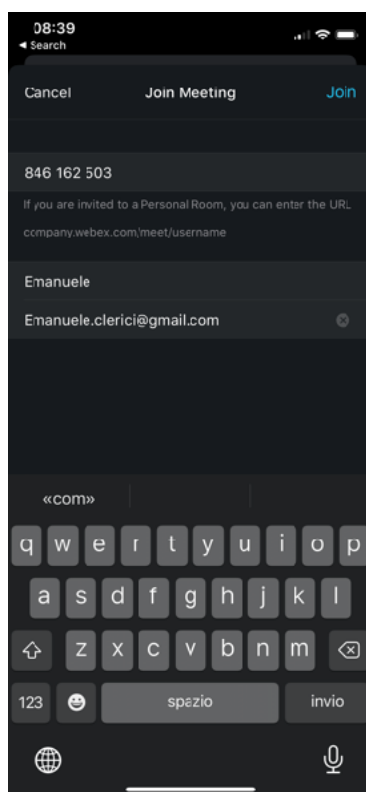 08:39
◀ Search
Cancel Join Meeting Join
846 162 503
If you are invited to a Personal Room, you can enter the URL
company.webex.com/meet/username
Emanuele
Emanuele.clerici@gmail.com
«com»
q w e r t y u i o p
a s d f g h j k l
z x c v b n m
123 spazio invio